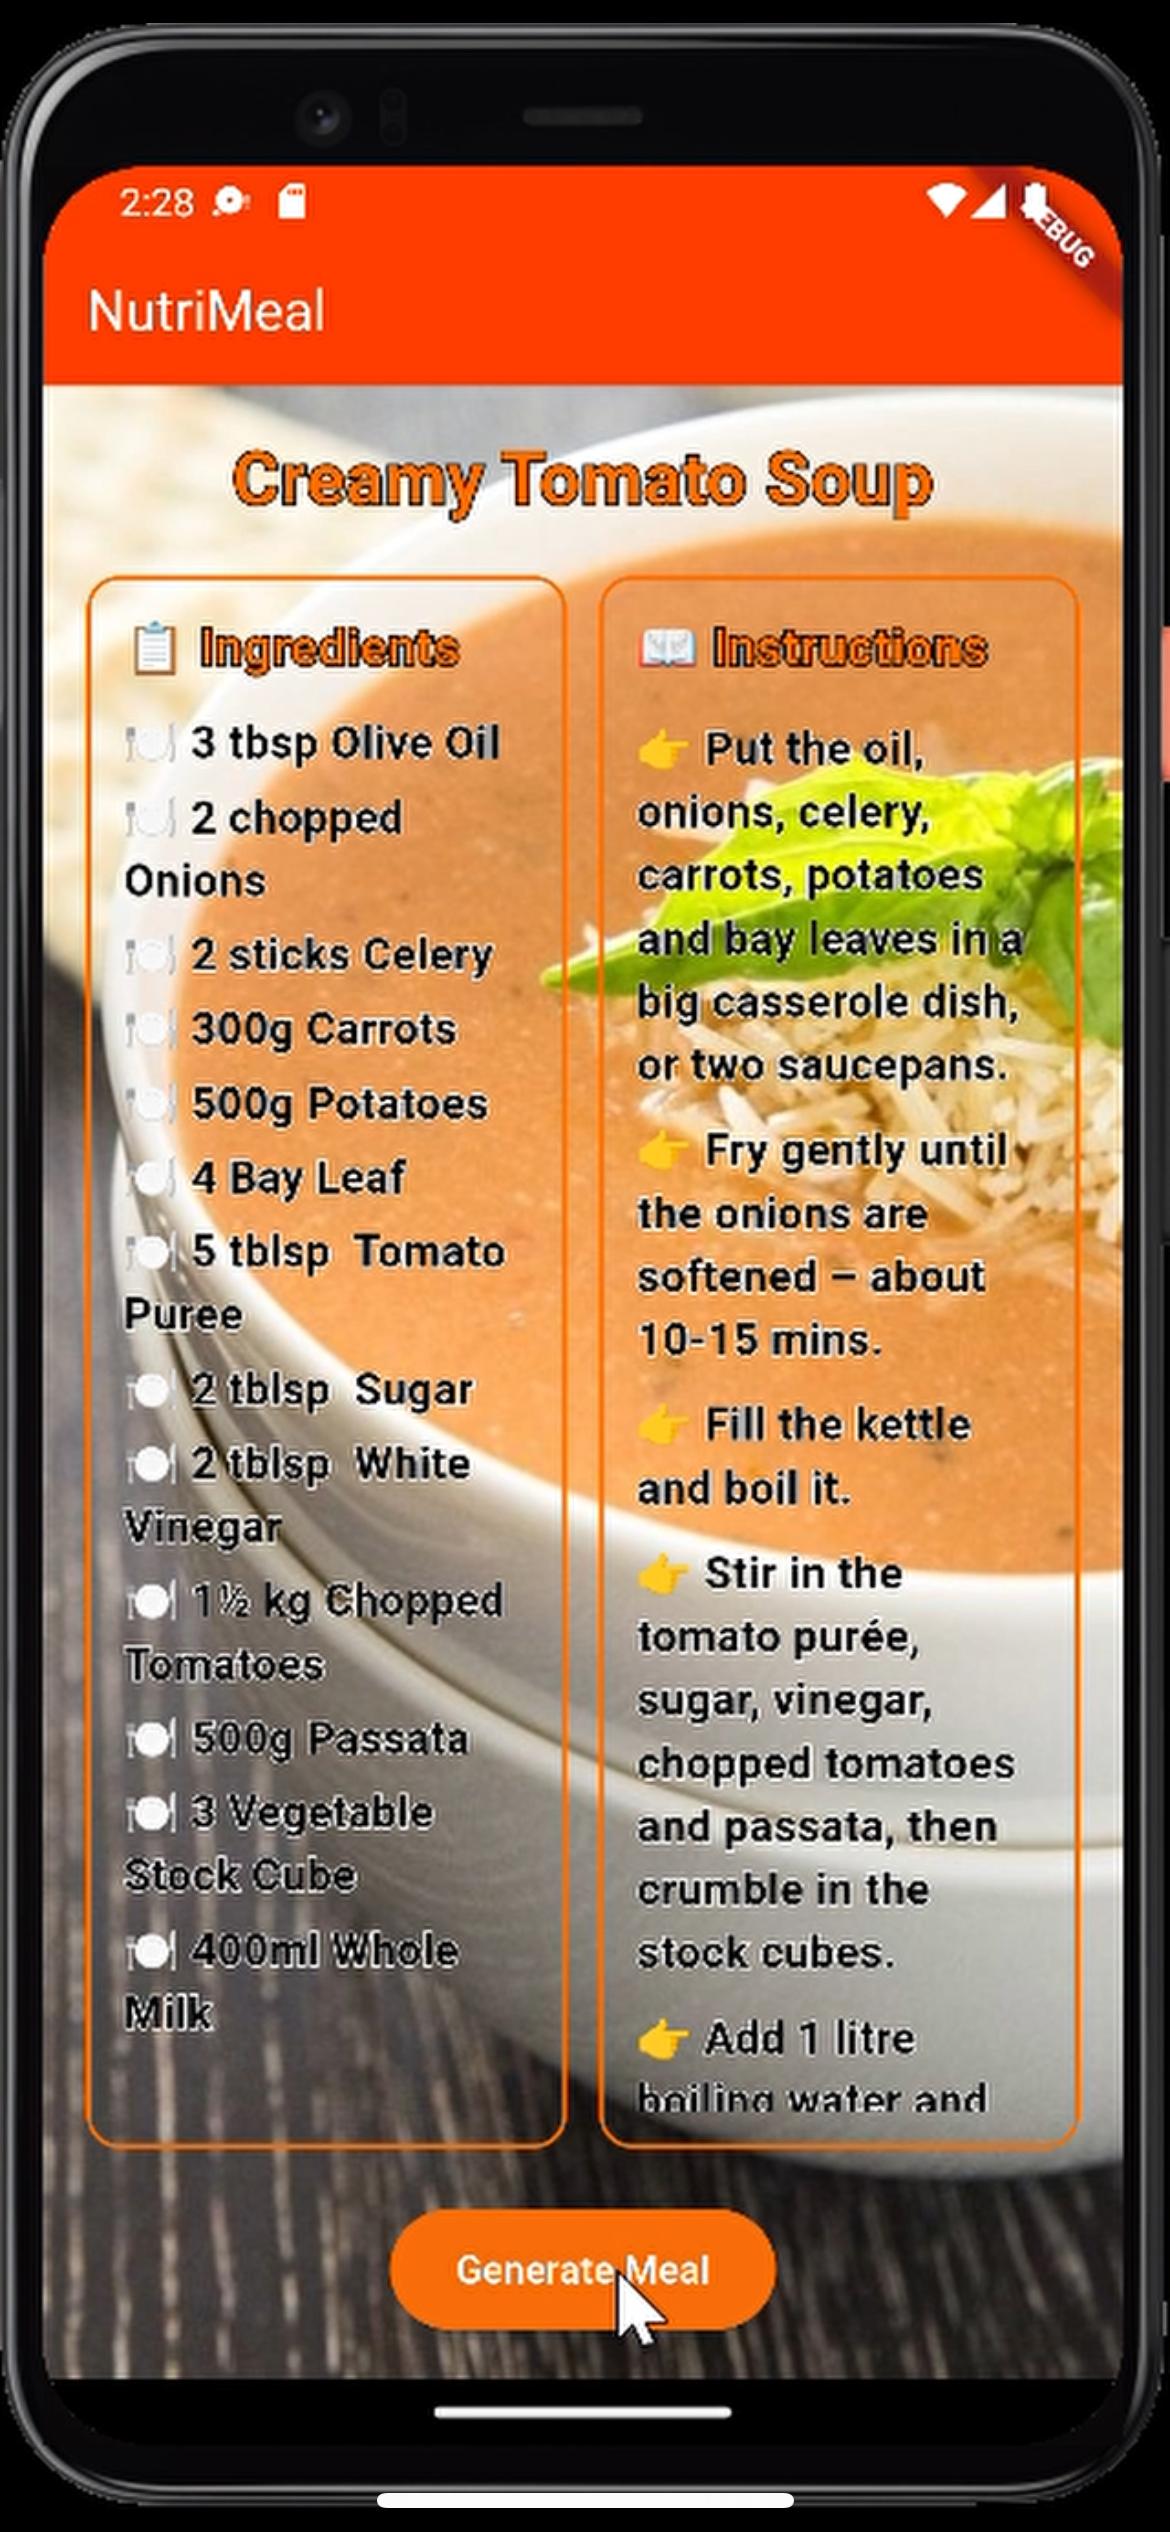 2:28
DEBUG
NutriMeal
Creamy Tomato Soup
📋 Ingredients
🍽️ 3 tbsp Olive Oil
🍽️ 2 chopped
Onions
🍽️ 2 sticks Celery
🍽️ 300g Carrots
🍽️ 500g Potatoes
🍽️ 4 Bay Leaf
🍽️ 5 tblsp  Tomato
Puree
🍽️ 2 tblsp  Sugar
🍽️ 2 tblsp  White
Vinegar
🍽️ 1½ kg Chopped
Tomatoes
🍽️ 500g Passata
🍽️ 3 Vegetable
Stock Cube
🍽️ 400ml Whole
Milk
📖 Instructions
👉 Put the oil,
onions, celery,
carrots, potatoes
and bay leaves in a
big casserole dish,
or two saucepans.
👉 Fry gently until
the onions are
softened – about
10-15 mins.
👉 Fill the kettle
and boil it.
👉 Stir in the
tomato purée,
sugar, vinegar,
chopped tomatoes
and passata, then
crumble in the
stock cubes.
👉 Add 1 litre
boiling water and
Generate Meal